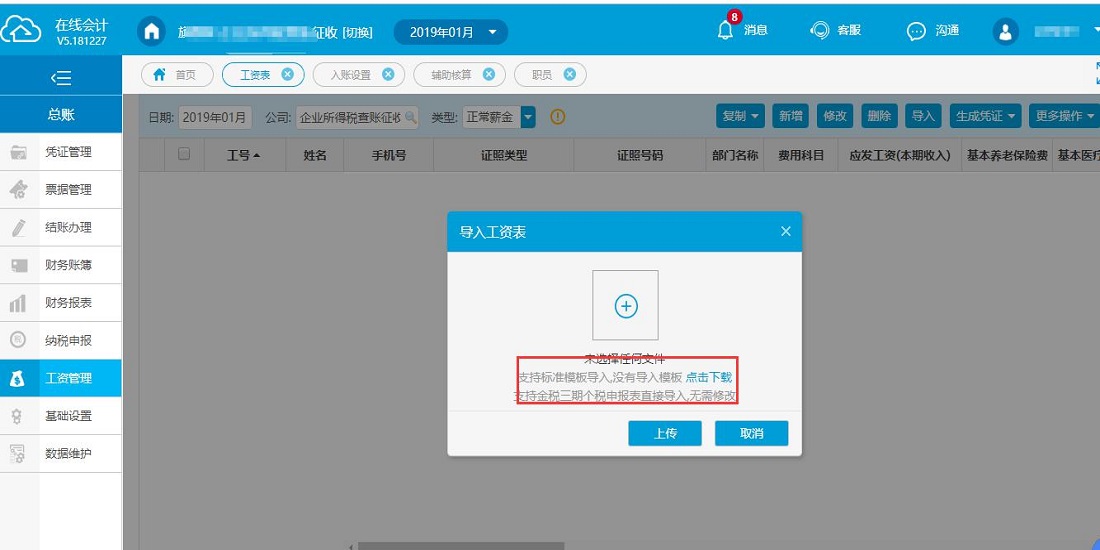 在线会计
V5.181227
征收 [切换]
2019年01月
8
消息
客服
沟通
首页
工资表
入账设置
辅助核算
职员
总账
凭证管理
票据管理
结账办理
财务账簿
财务报表
纳税申报
工资管理
基础设置
数据维护
日期: 2019年01月 公司: 企业所得税查账征收 类型: 正常薪金
复制 新增 修改 删除 导入 生成凭证 更多操作
工号 姓名 手机号 证照类型 证照号码 部门名称 费用科目 应发工资(本期收入) 基本养老保险费 基本医疗
导入工资表
未选择任何文件
支持标准模板导入,没有导入模板 点击下载
支持金税三期个税申报表直接导入,无需修改
上传 取消